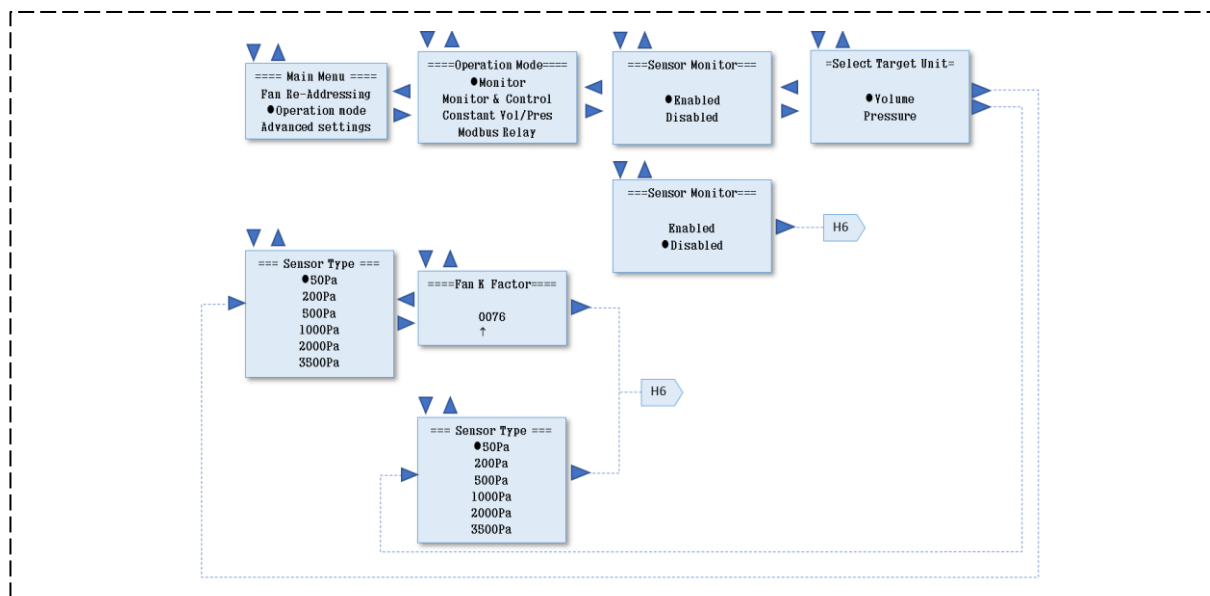 ==== Main Menu ====
Fan Re-Addressing
●Operation mode
Advanced settings
====Operation Mode====
●Monitor
Monitor & Control
Constant Vol/Pres
Modbus Relay
===Sensor Monitor===
●Enabled
Disabled
=Select Target Unit=
●Volume
Pressure
===Sensor Monitor===
Enabled
●Disabled
H6
=== Sensor Type ===
●50Pa
200Pa
500Pa
1000Pa
2000Pa
3500Pa
====Fan K Factor====
0076
↑
H6
=== Sensor Type ===
●50Pa
200Pa
500Pa
1000Pa
2000Pa
3500Pa